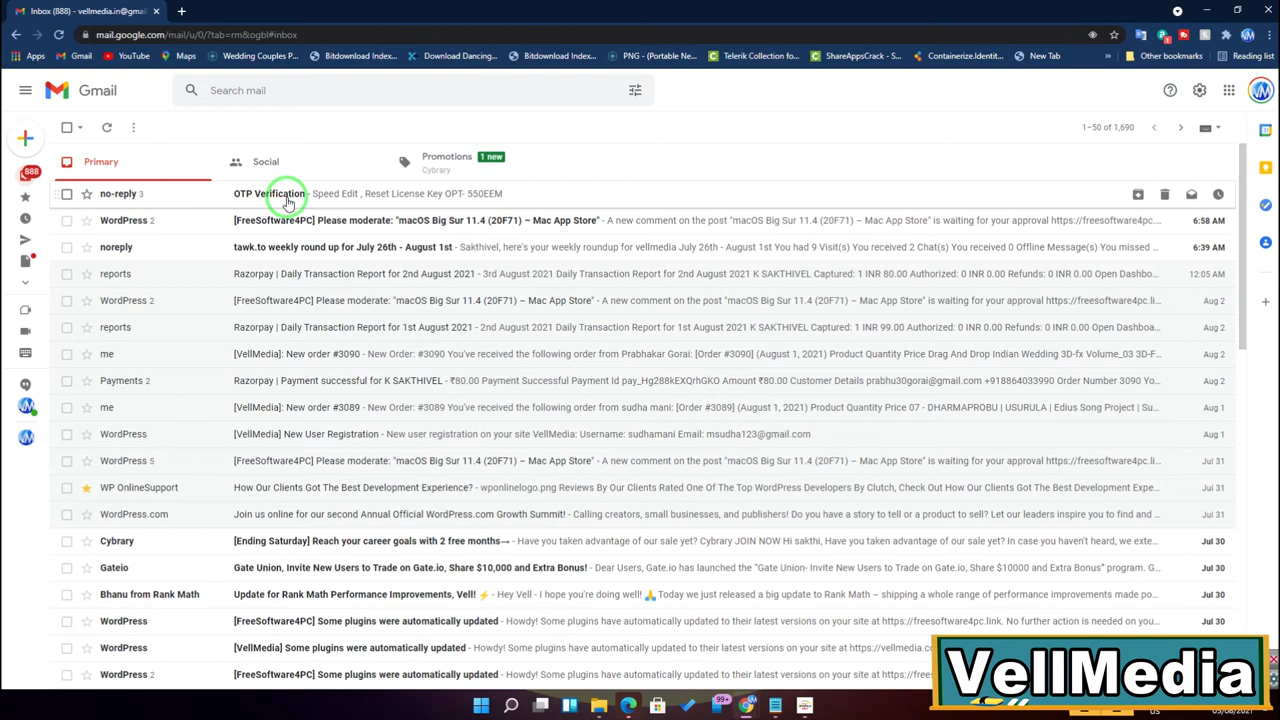 Inbox (888) - vellmedia.in@gmai
mail.google.com/mail/u/0/?tab=rm&ogbl#inbox
Apps Gmail YouTube Maps Wedding Couples P... Bitdownload Indexo... Download Dancing... Bitdownload Indexo... PNG - (Portable Ne... Telerik Collection fo... ShareAppsCrack - S... Containerize.Identit... New Tab » Other bookmarks Reading list
Gmail Search mail
1–50 of 1,690
Primary Social Promotions 1 new
Cybrary
888
no-reply 3 OTP Verification - Speed Edit , Reset License Key OPT- 550EEM
WordPress 2 [FreeSoftware4PC] Please moderate: "macOS Big Sur 11.4 (20F71) – Mac App Store" - A new comment on the post "macOS Big Sur 11.4 (20F71) – Mac App Store" is waiting for your approval https://freesoftware4pc.li... 6:58 AM
noreply tawk.to weekly round up for July 26th - August 1st - Sakthivel, here's your weekly roundup for vellmedia July 26th - August 1st You had 9 Visit(s) You received 2 Chat(s) You received 0 Offline Message(s) You missed ... 6:39 AM
reports Razorpay | Daily Transaction Report for 2nd August 2021 - 3rd August 2021 Daily Transaction Report for 2nd August 2021 K SAKTHIVEL Captured: 1 INR 80.00 Authorized: 0 INR 0.00 Refunds: 0 INR 0.00 Open Dashbo... 12:05 AM
WordPress 2 [FreeSoftware4PC] Please moderate: "macOS Big Sur 11.4 (20F71) – Mac App Store" - A new comment on the post "macOS Big Sur 11.4 (20F71) – Mac App Store" is waiting for your approval https://freesoftware4pc.li... Aug 2
reports Razorpay | Daily Transaction Report for 1st August 2021 - 2nd August 2021 Daily Transaction Report for 1st August 2021 K SAKTHIVEL Captured: 1 INR 99.00 Authorized: 0 INR 0.00 Refunds: 0 INR 0.00 Open Dashboa... Aug 2
me [VellMedia]: New order #3090 - New Order: #3090 You've received the following order from Prabhakar Gorai: [Order #3090] (August 1, 2021) Product Quantity Price Drag And Drop Indian Wedding 3D-fx Volume_03 3D-Wed... Aug 2
Payments 2 Razorpay | Payment successful for K SAKTHIVEL - ₹80.00 Payment Successful Payment Id pay_Hg288kEXQrhGKO Amount ₹80.00 Customer Details prabhu30gorai@gmail.com +918864033990 Order Number 3090 Yo... Aug 2
me [VellMedia]: New order #3089 - New Order: #3089 You've received the following order from sudha mani: [Order #3089] (August 1, 2021) Product Quantity Price 07 - DHARMAPROBU | USURULA | Edius Song Project | Su... Aug 1
WordPress [VellMedia] New User Registration - New user registration on your site VellMedia: Username: sudhamani Email: msudha123@gmail.com Aug 1
WordPress 5 [FreeSoftware4PC] Please moderate: "macOS Big Sur 11.4 (20F71) – Mac App Store" - A new comment on the post "macOS Big Sur 11.4 (20F71) – Mac App Store" is waiting for your approval https://freesoftware4pc.li... Jul 31
WP OnlineSupport How Our Clients Got The Best Development Experience? - wponlinelogo.png Reviews By Our Clients Rated One Of The Top WordPress Developers By Clutch, Check Out How Our Clients Got The Best Develo... Jul 31
WordPress.com Join us online for our second Annual Official WordPress.com Growth Summit! - Calling creators, small businesses, and publishers! Do you have a story to tell or a product to sell? Let our leaders inspire you to find and ... Jul 31
Cybrary [Ending Saturday] Reach your career goals with 2 free months→ - Have you taken advantage of our sale yet? Cybrary JOIN NOW Hi sakthi, Have you taken advantage of our sale yet? In case you haven't heard, we exte... Jul 30
Gateio Gate Union, Invite New Users to Trade on Gate.io, Share $10,000 and Extra Bonus! - Dear Users, Gate.io has launched the "Gate Union- Invite New Users to Trade on Gate.io, Share $10000 and Extra Bonus" program. G... Jul 30
Bhanu from Rank Math Update for Rank Math Performance Improvements, Vell! ⚡ - Hey Vell - I hope you're doing well! 🙏 Today we just released a big update to Rank Math – shipping a whole range of performance improvements made po... Jul 30
WordPress [FreeSoftware4PC] Some plugins were automatically updated - Howdy! Some plugins have automatically updated to their latest versions on your site at https://freesoftware4pc.link. No further action is needed on you...
WordPress [VellMedia] Some plugins were automatically updated - Howdy! Some plugins have automatically updated to their latest versions on your site at https://vellmedia.in.
WordPress 2 [FreeSoftware4PC] Some plugins were automatically updated - Howdy! Some plugins have automatically updated to their latest versions on your site at
VellMedia
99+
US 03/08/2021